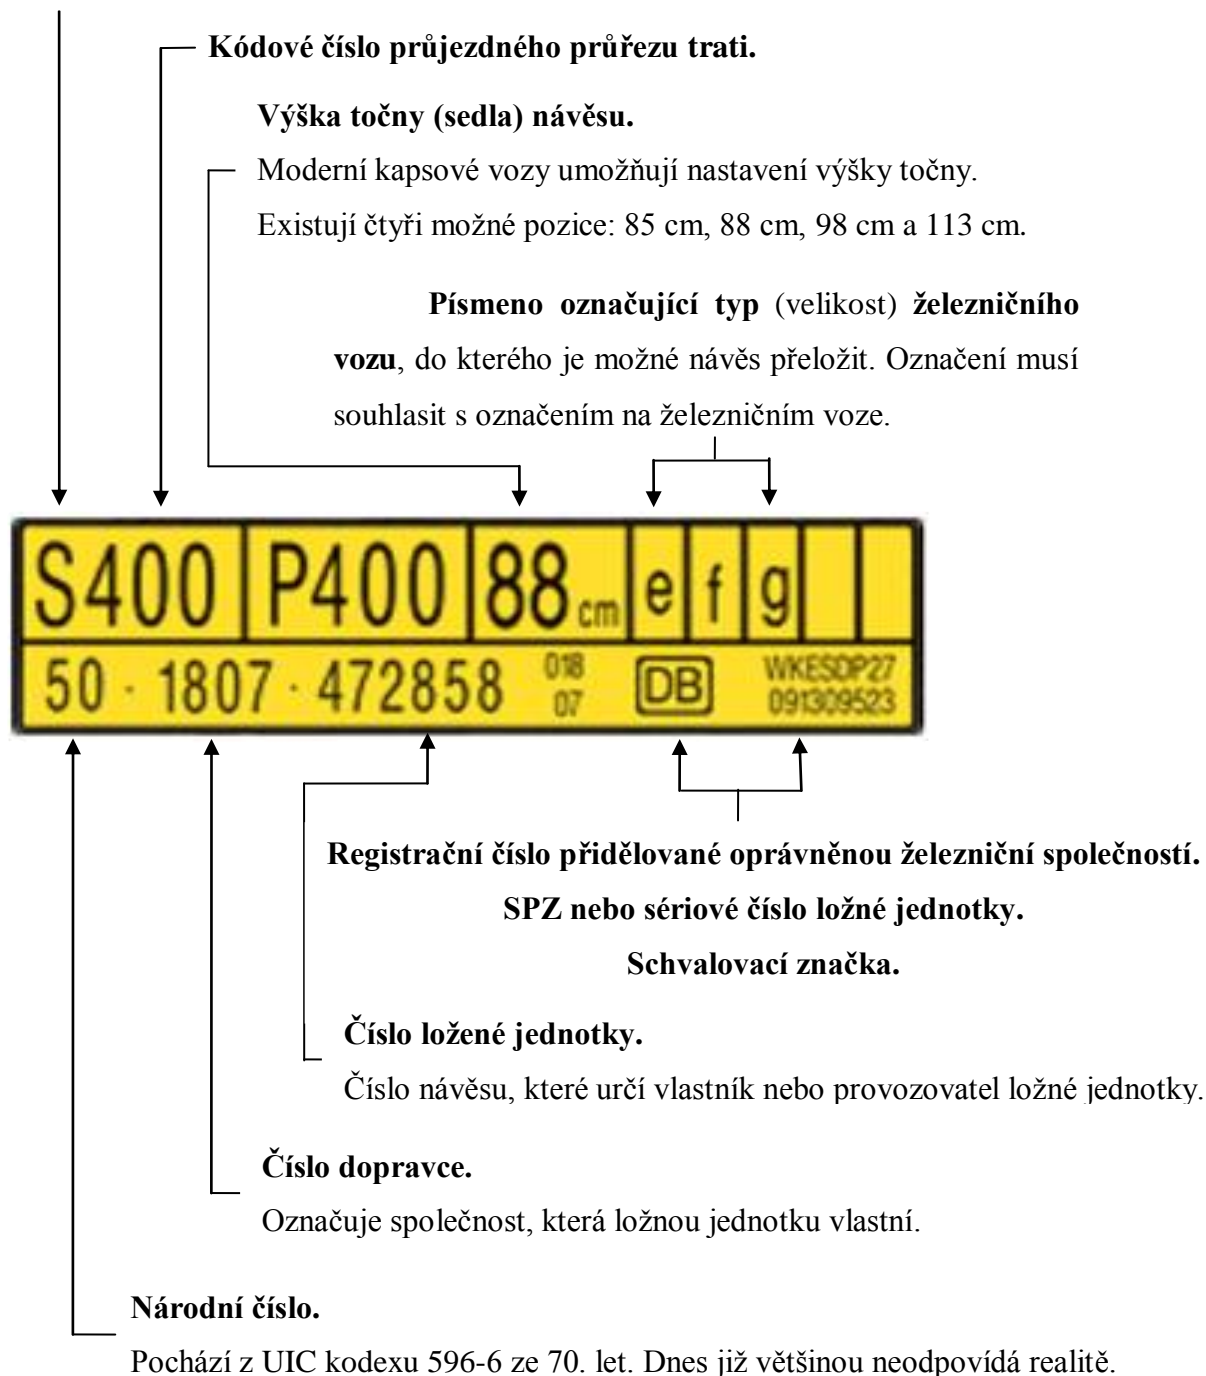 Kódové číslo průjezdného průřezu trati.
Výška točny (sedla) návěsu.
Moderní kapsové vozy umožňují nastavení výšky točny.
Existují čtyři možné pozice: 85 cm, 88 cm, 98 cm a 113 cm.
Písmeno označující typ (velikost) železničního
vozu, do kterého je možné návěs přeložit. Označení musí
souhlasit s označením na železničním voze.
S400 P400 88 cm e f g
50 · 1807 · 472858 018 07 DB WKESDP27 091309523
Registrační číslo přidělované oprávněnou železniční společností.
SPZ nebo sériové číslo ložné jednotky.
Schvalovací značka.
Číslo ložené jednotky.
Číslo návěsu, které určí vlastník nebo provozovatel ložné jednotky.
Číslo dopravce.
Označuje společnost, která ložnou jednotku vlastní.
Národní číslo.
Pochází z UIC kodexu 596-6 ze 70. let. Dnes již většinou neodpovídá realitě.